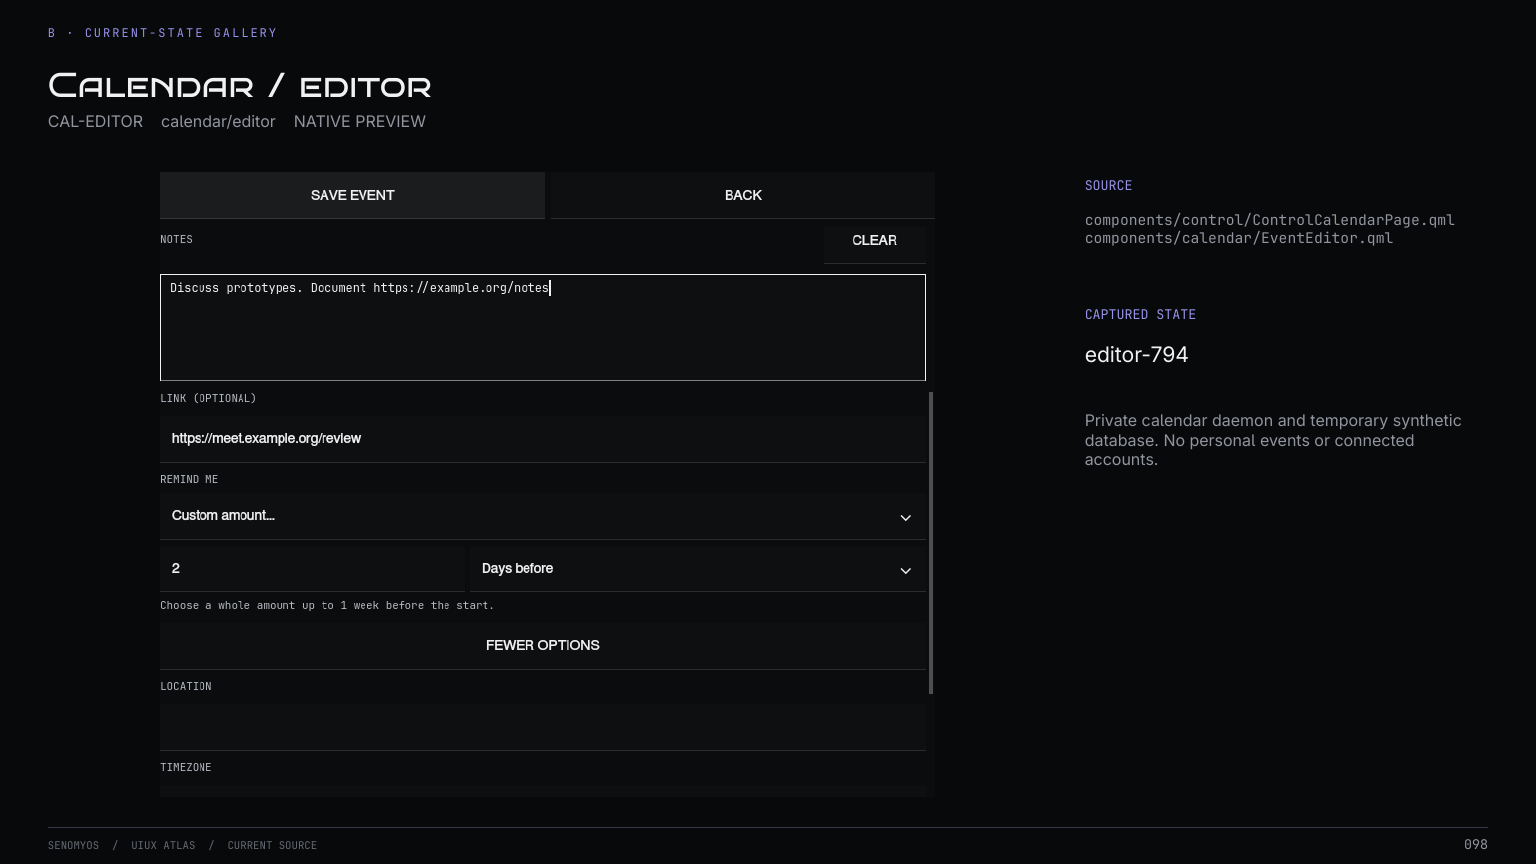 B · CURRENT-STATE GALLERY
CALENDAR / EDITOR
CAL-EDITOR calendar/editor NATIVE PREVIEW
SAVE EVENT BACK
NOTES CLEAR
Discuss prototypes. Document https://example.org/notes
LINK (OPTIONAL)
https://meet.example.org/review
REMIND ME
Custom amount...
2 Days before
Choose a whole amount up to 1 week before the start.
FEWER OPTIONS
LOCATION
TIMEZONE
SOURCE
components/control/ControlCalendarPage.qml
components/calendar/EventEditor.qml
CAPTURED STATE
editor-794
Private calendar daemon and temporary synthetic
database. No personal events or connected
accounts.
SENOMYOS / UIUX ATLAS / CURRENT SOURCE
098